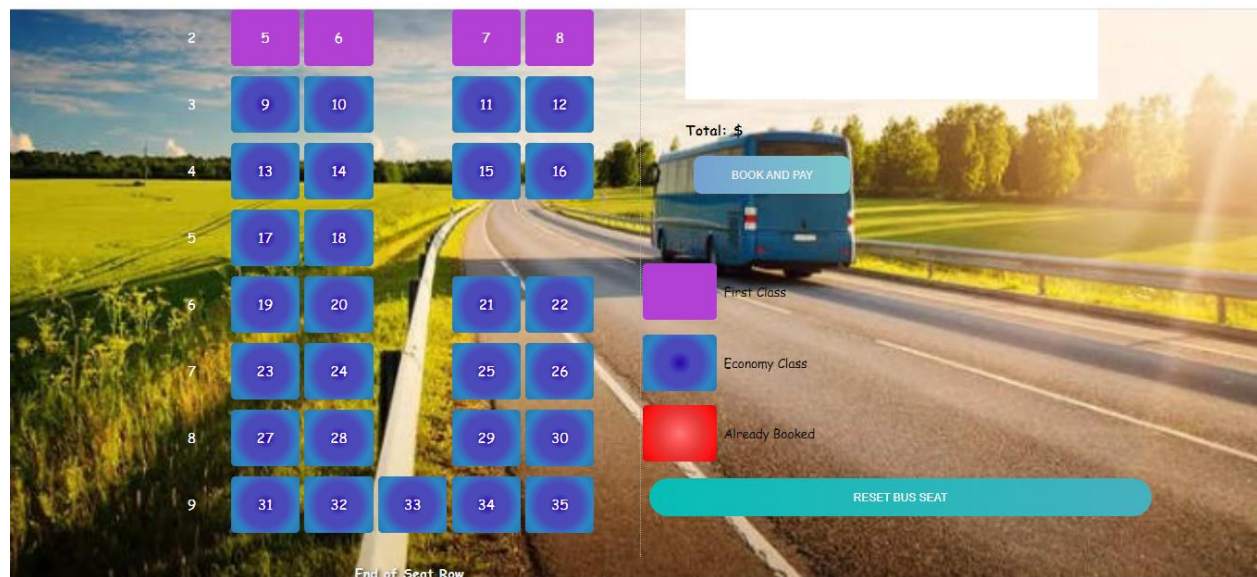 2 5 6 7 8
3 9 10 11 12
4 13 14 15 16
5 17 18
6 19 20 21 22
7 23 24 25 26
8 27 28 29 30
9 31 32 33 34 35
End of Seat Row
Total: $
BOOK AND PAY
First Class
Economy Class
Already Booked
RESET BUS SEAT